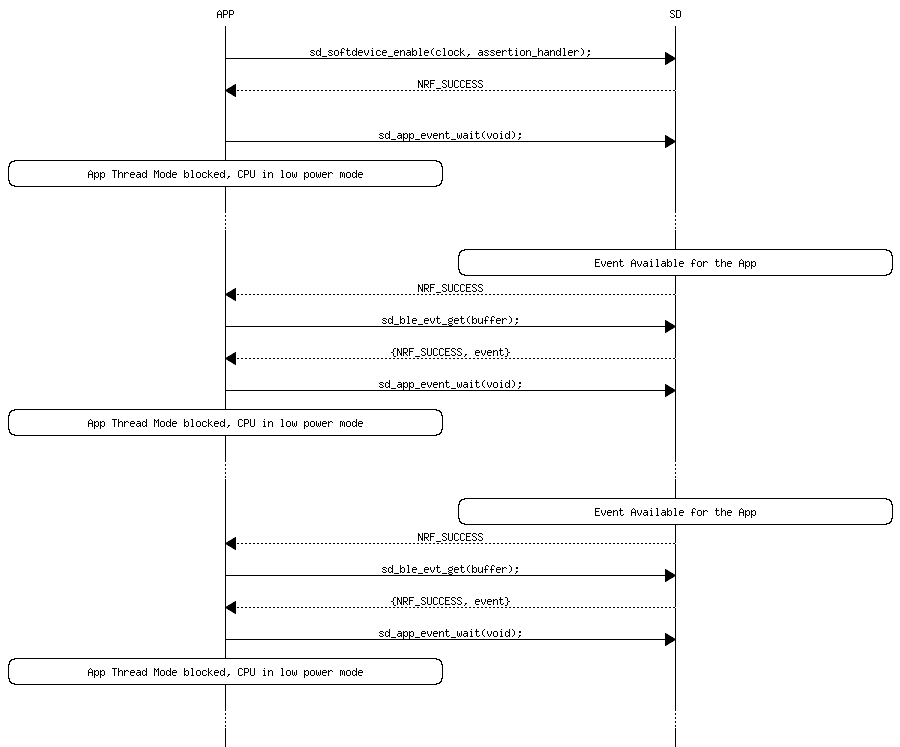 APP SD
sd_softdevice_enable(clock, assertion_handler);
NRF_SUCCESS
sd_app_event_wait(void);
App Thread Mode blocked, CPU in low power mode
Event Available for the App
NRF_SUCCESS
sd_ble_evt_get(buffer);
{NRF_SUCCESS, event}
sd_app_event_wait(void);
App Thread Mode blocked, CPU in low power mode
Event Available for the App
NRF_SUCCESS
sd_ble_evt_get(buffer);
{NRF_SUCCESS, event}
sd_app_event_wait(void);
App Thread Mode blocked, CPU in low power mode